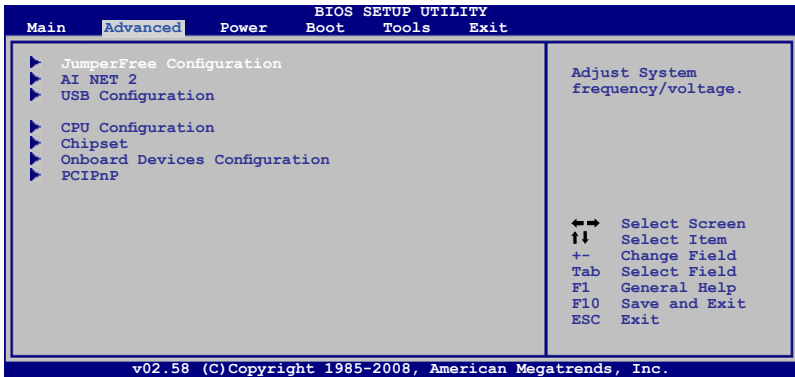 BIOS SETUP UTILITY
Main Advanced Power Boot Tools Exit
JumperFree Configuration
AI NET 2
USB Configuration
CPU Configuration
Chipset
Onboard Devices Configuration
PCIPnP
Adjust System
frequency/voltage.
←→ Select Screen
↑↓ Select Item
+- Change Field
Tab Select Field
F1 General Help
F10 Save and Exit
ESC Exit
v02.58 (C)Copyright 1985-2008, American Megatrends, Inc.